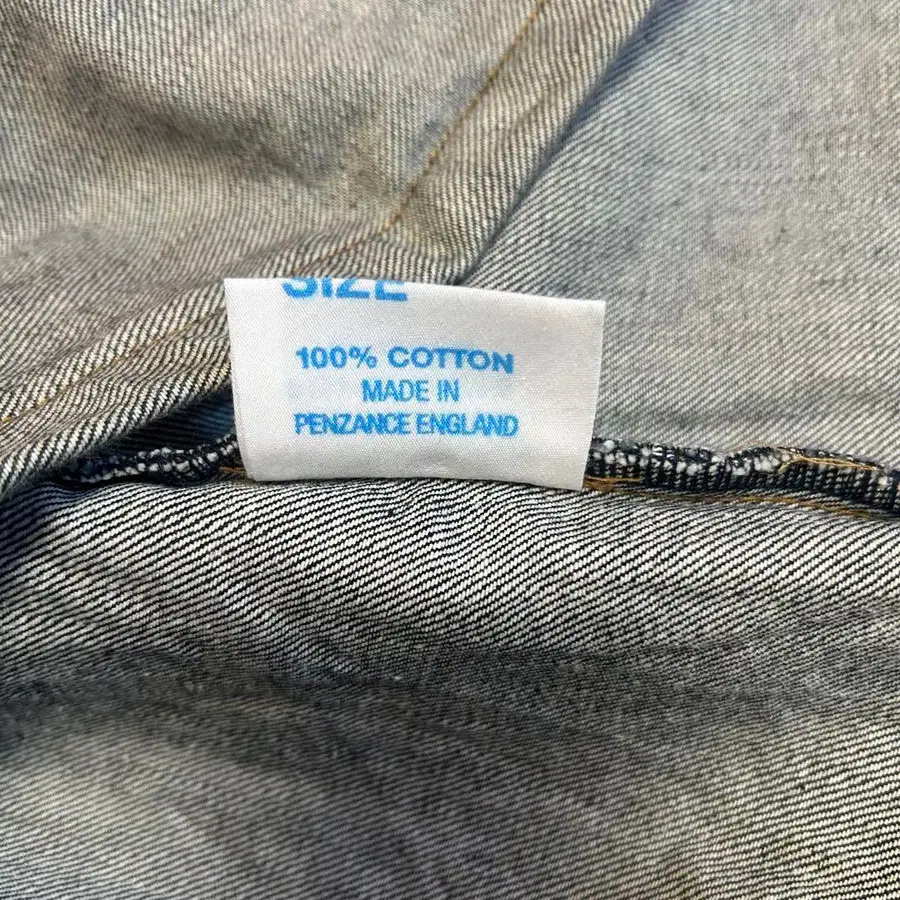 SIZE
100% COTTON
MADE IN
PENZANCE ENGLAND